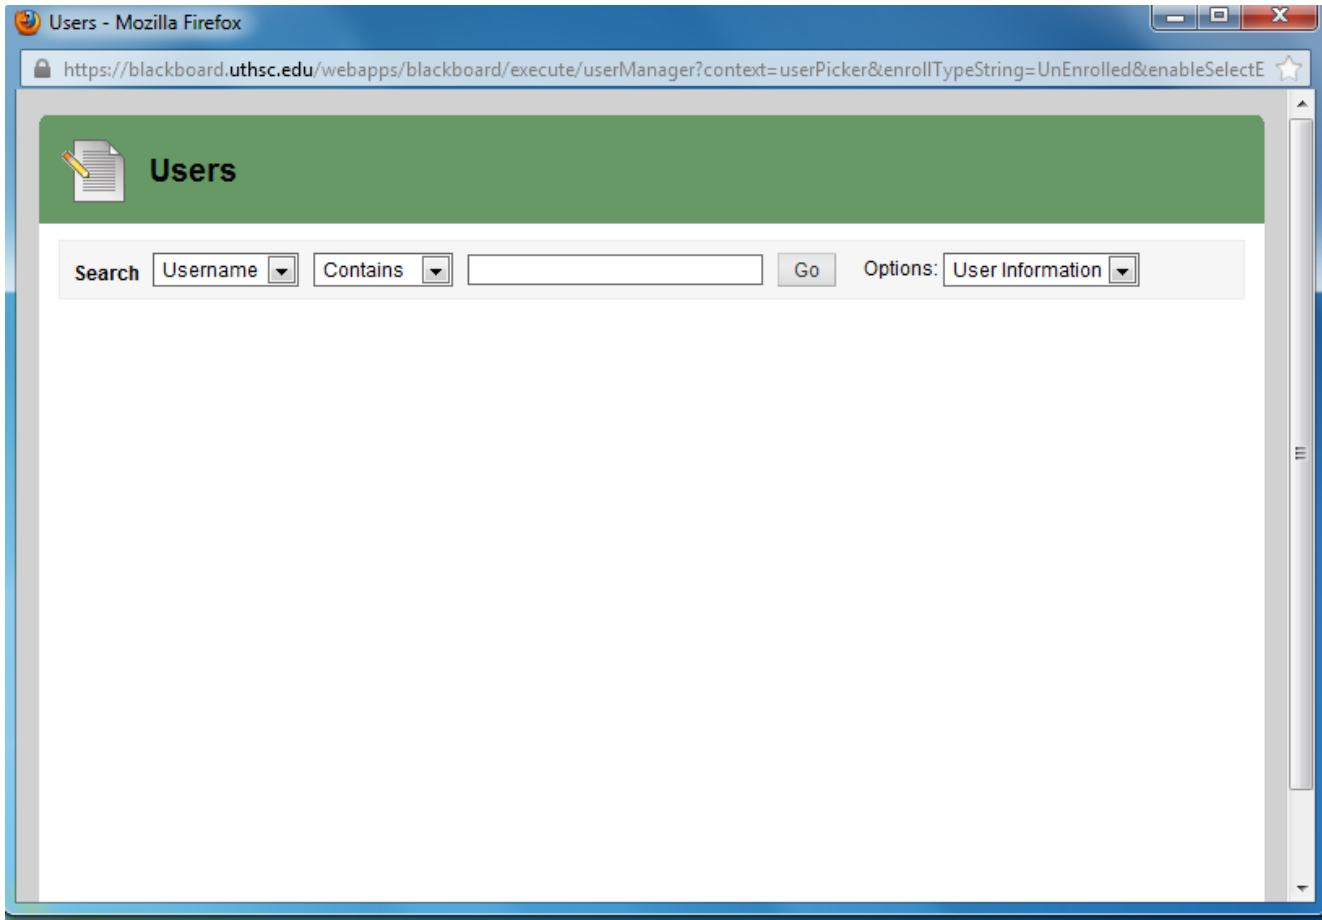 Users - Mozilla Firefox
https://blackboard.uthsc.edu/webapps/blackboard/execute/userManager?context=userPicker&enrollTypeString=UnEnrolled&enableSelectE
Users
Search Username Contains Go Options: User Information